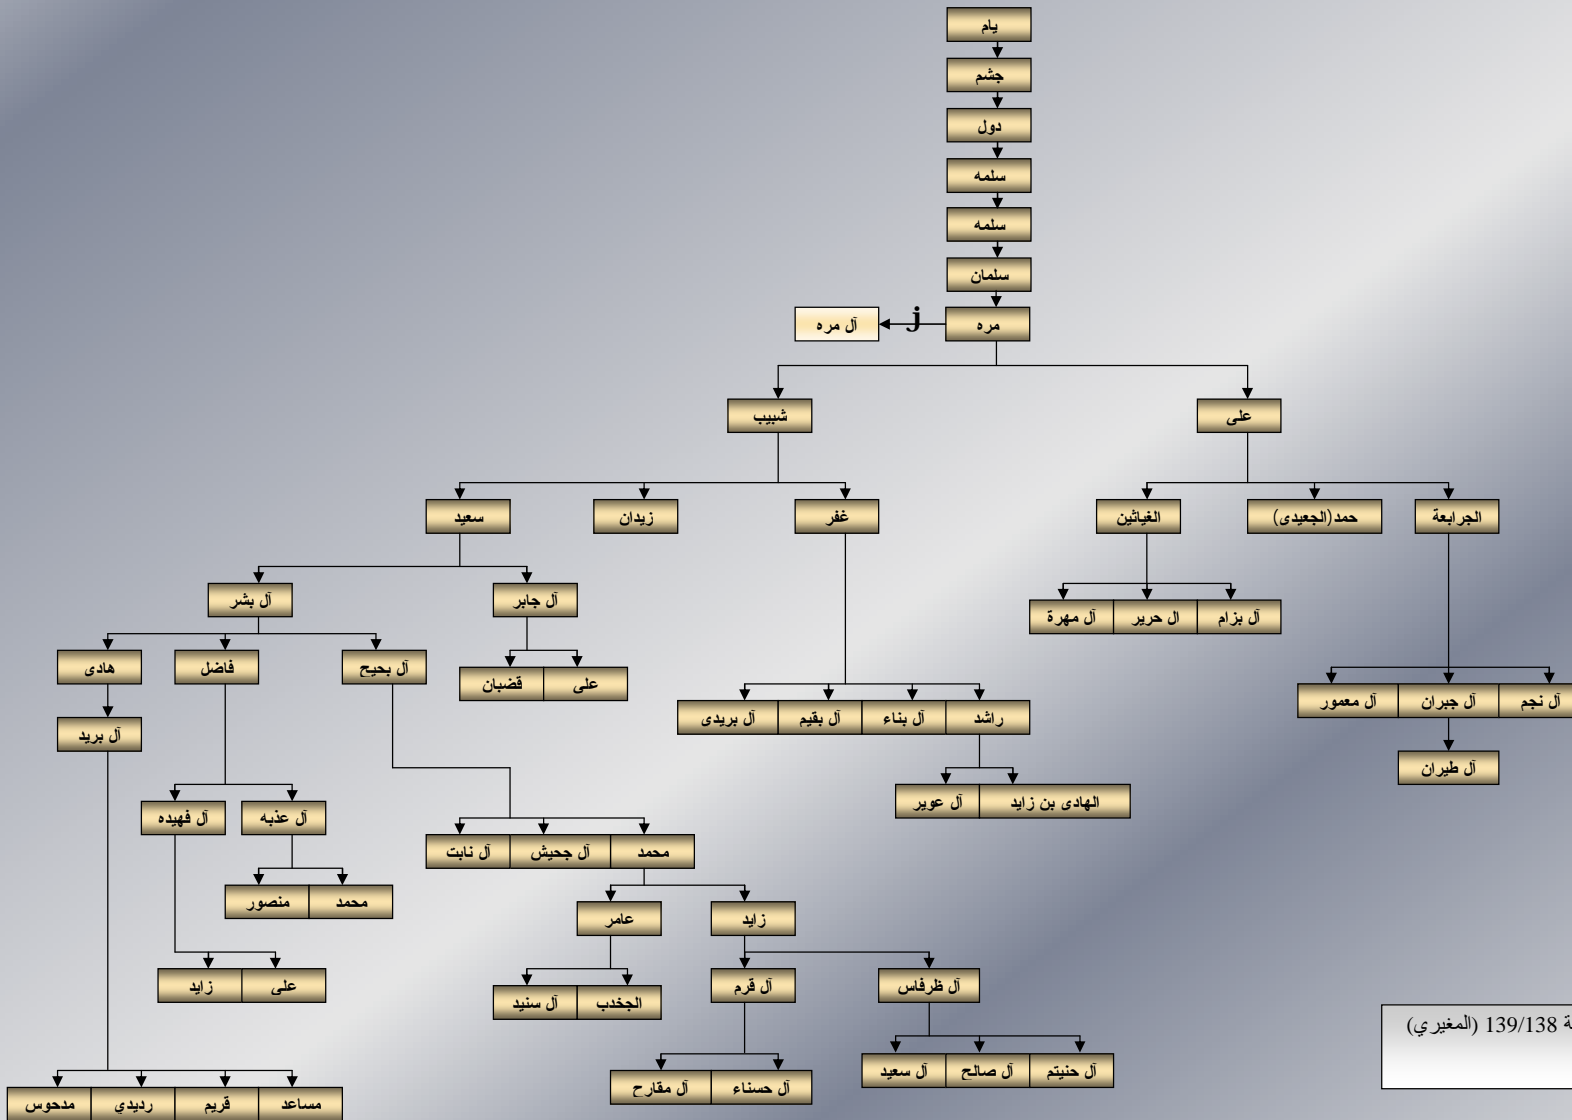 يام
جشم
دول
سلمه
سلمه
سلمان
مره
j
آل مره
على
شبيب
الجرابعة
حمد(الجعيدى)
الغياثين
غفر
زيدان
سعيد
آل بزام
ال حرير
آل مهرة
آل جابر
آل بشر
آل بحيح
فاضل
هادى
على
قضبان
آل نجم
آل جبران
آل معمور
راشد
آل بناء
آل بقيم
آل بريدى
آل بريد
آل طيران
الهادى بن زايد
آل عوير
آل عذبه
آل فهيده
محمد
آل جحيش
آل نابت
محمد
منصور
زايد
عامر
على
زايد
آل ظرفاس
آل قرم
الجخدب
آل سنيد
139/138 (المغيري)
آل حنيتم
آل صالح
آل سعيد
آل حسناء
آل مقارح
مساعد
قريم
رديدي
مدحوس